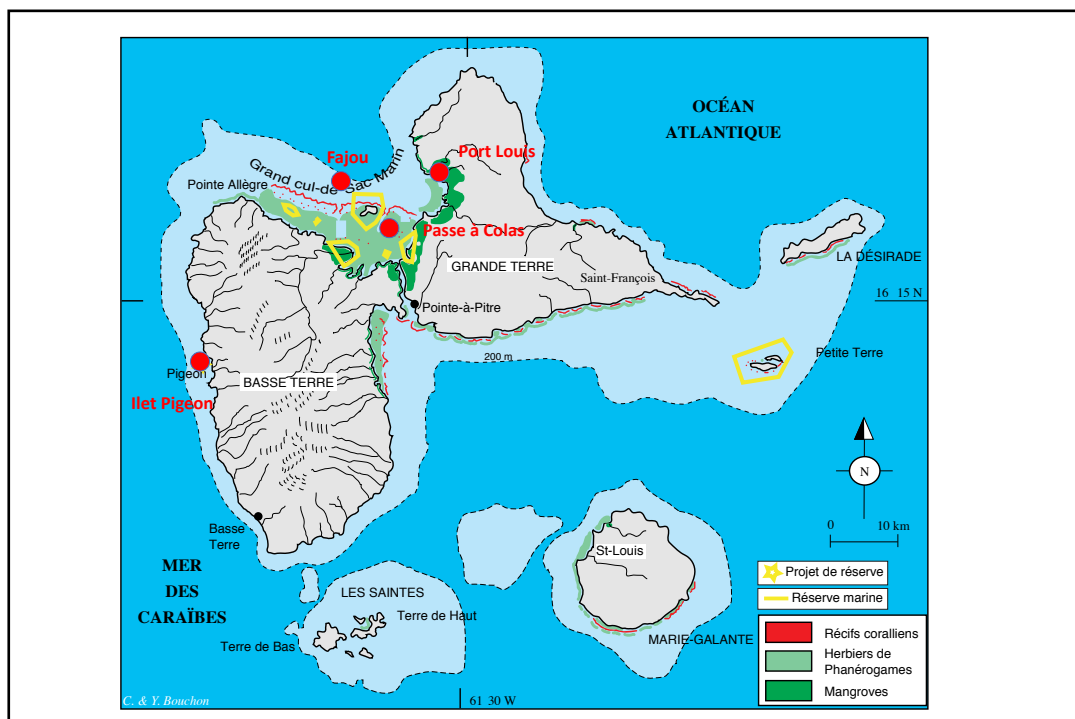 OCÉAN
ATLANTIQUE
Fajou
Port Louis
Grand cul-de Sac Marin
Pointe Allègre
Passe à Colas
GRANDE TERRE
Saint-François
LA DÉSIRADE
16 15 N
Pointe-à-Pitre
200 m
Petite Terre
Pigeon
BASSE TERRE
Ilet Pigeon
N
0 10 km
Basse
Terre
St-Louis
MER
DES
CARAÏBES
LES SAINTES
Terre de Haut
Terre de Bas
MARIE-GALANTE
Projet de réserve
Réserve marine
Récifs coralliens
Herbiers de
Phanérogames
Mangroves
C. & Y. Bouchon
61 30 W